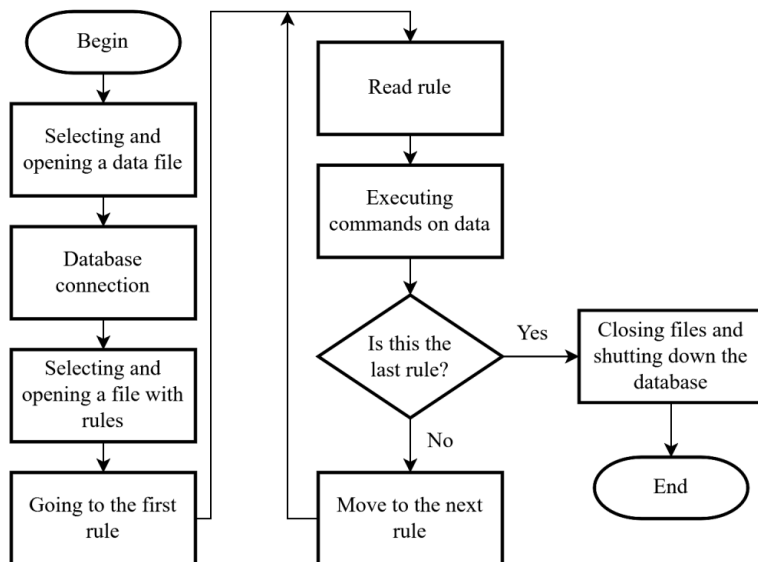 Begin
Selecting and
opening a data file
Database
connection
Selecting and
opening a file with
rules
Going to the first
rule
Read rule
Executing
commands on data
Is this the
last rule?
Yes
No
Move to the next
rule
Closing files and
shutting down the
database
End